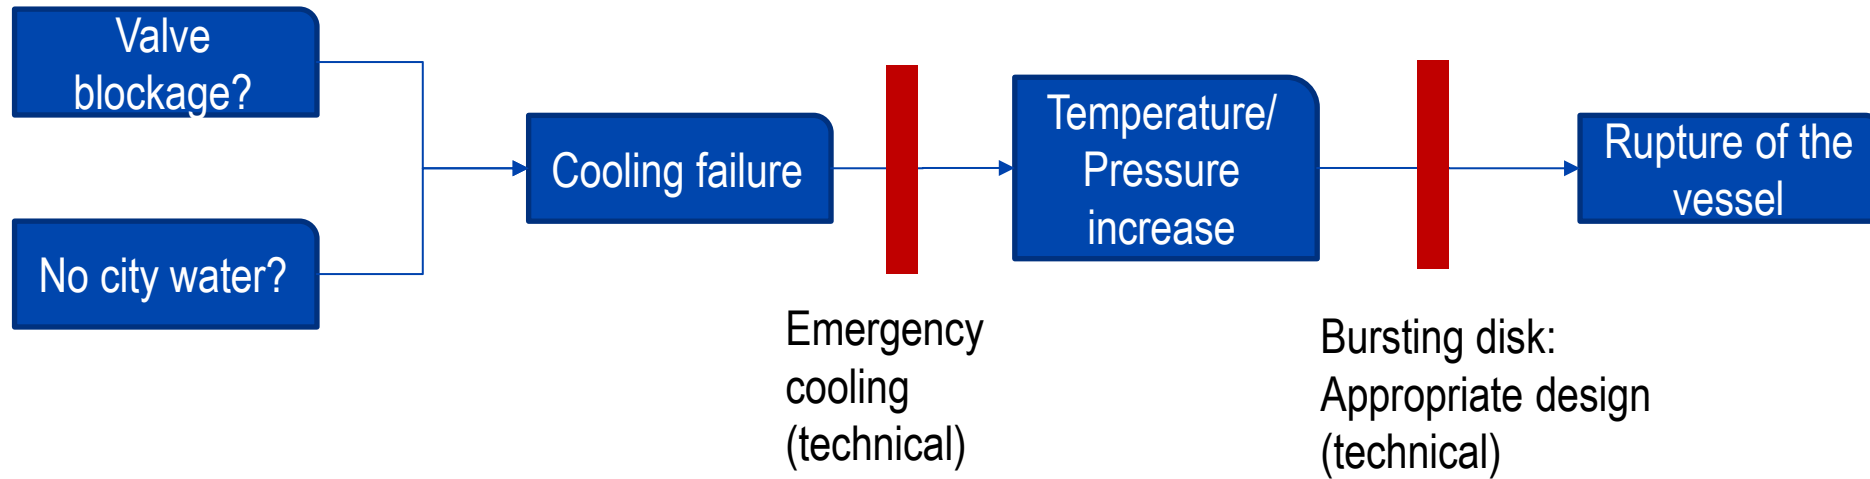 Valve
blockage?
No city water?
Cooling failure
Emergency
cooling
(technical)
Temperature/
Pressure
increase
Bursting disk:
Appropriate design
(technical)
Rupture of the
vessel